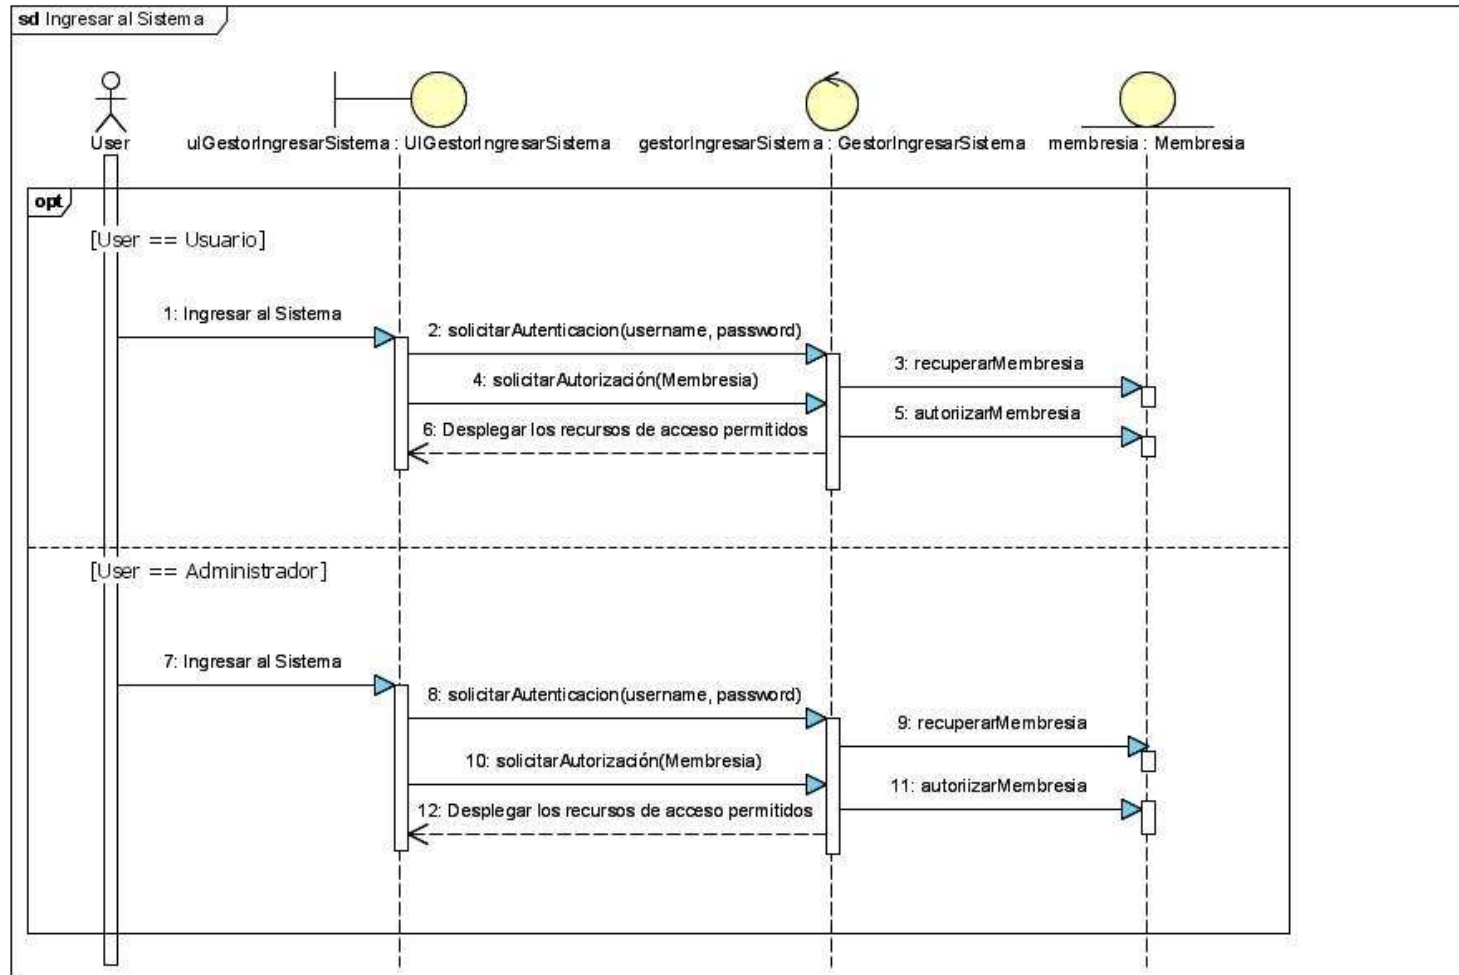 sd Ingresar al Sistema
User
uIGestorIngresarSistema : UIGestorIngresarSistema
gestorIngresarSistema : GestorIngresarSistema
membresia : Membresia
opt
[User == Usuario]
1: Ingresar al Sistema
2: solicitarAutenticacion(username, password)
3: recuperarMembresia
4: solicitarAutorización(Membresia)
5: autoriizarMembresia
6: Desplegar los recursos de acceso permitidos
[User == Administrador]
7: Ingresar al Sistema
8: solicitarAutenticacion(username, password)
9: recuperarMembresia
10: solicitarAutorización(Membresia)
11: autoriizarMembresia
12: Desplegar los recursos de acceso permitidos